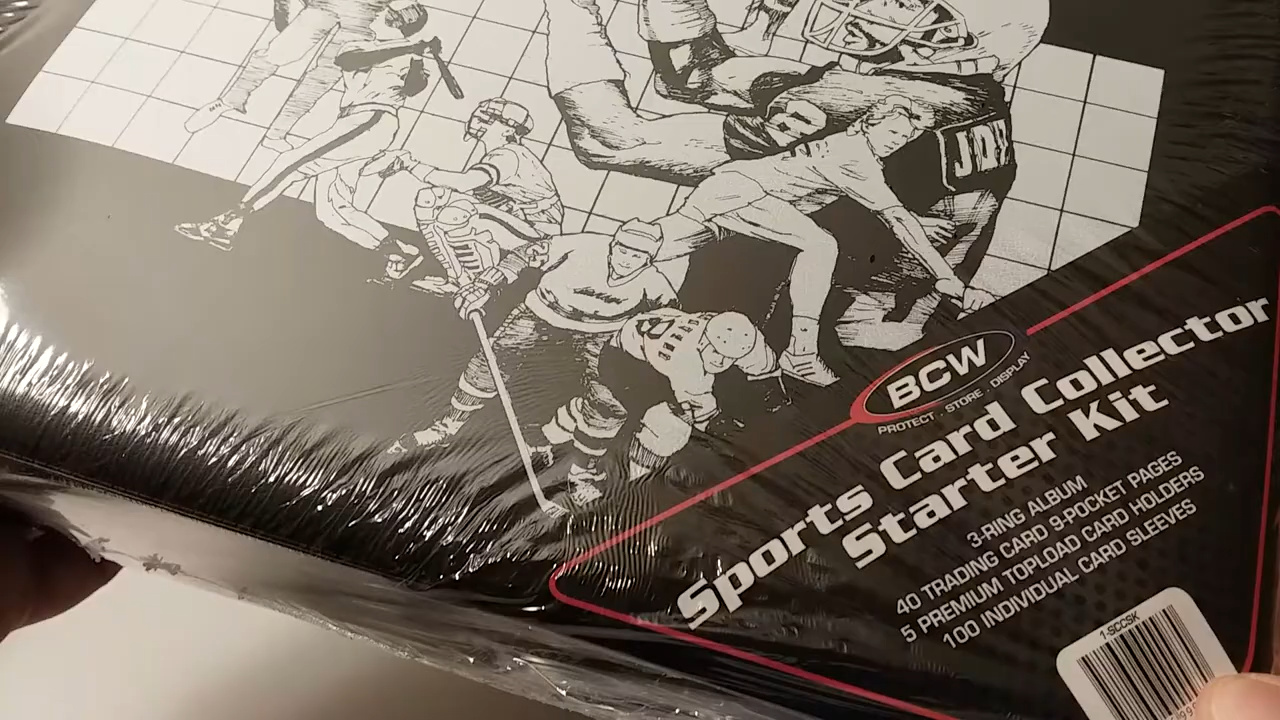 BCW
PROTECT . STORE . DISPLAY
Sports Card Collector
Starter Kit
3-RING ALBUM
40 TRADING CARD 9-POCKET PAGES
5 PREMIUM TOPLOAD CARD HOLDERS
100 INDIVIDUAL CARD SLEEVES
1-SCCSK